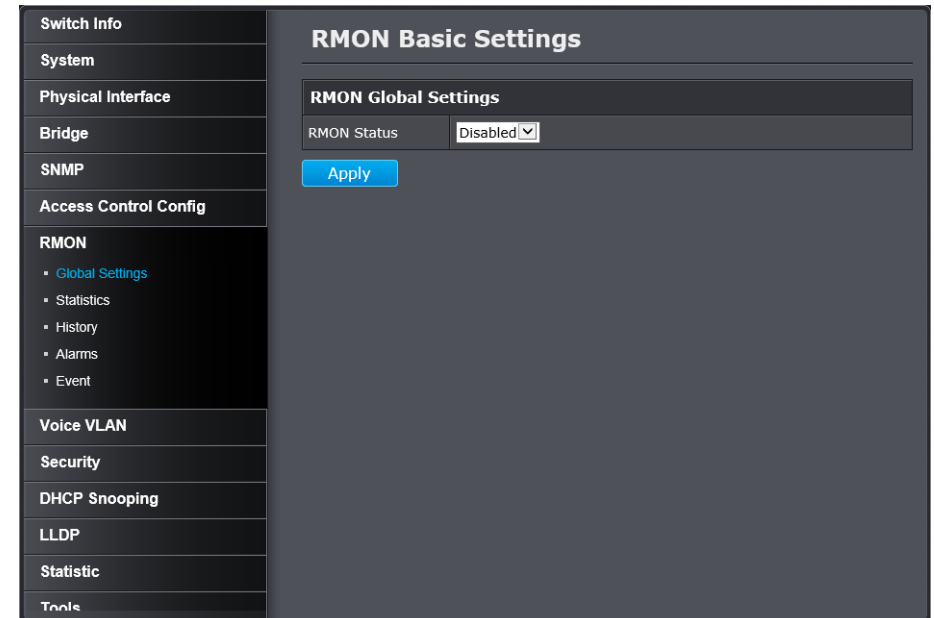 Switch Info
System
Physical Interface
Bridge
SNMP
Access Control Config
RMON
Global Settings
Statistics
History
Alarms
Event
Voice VLAN
Security
DHCP Snooping
LLDP
Statistic
Tools
RMON Basic Settings
RMON Global Settings
RMON Status Disabled
Apply